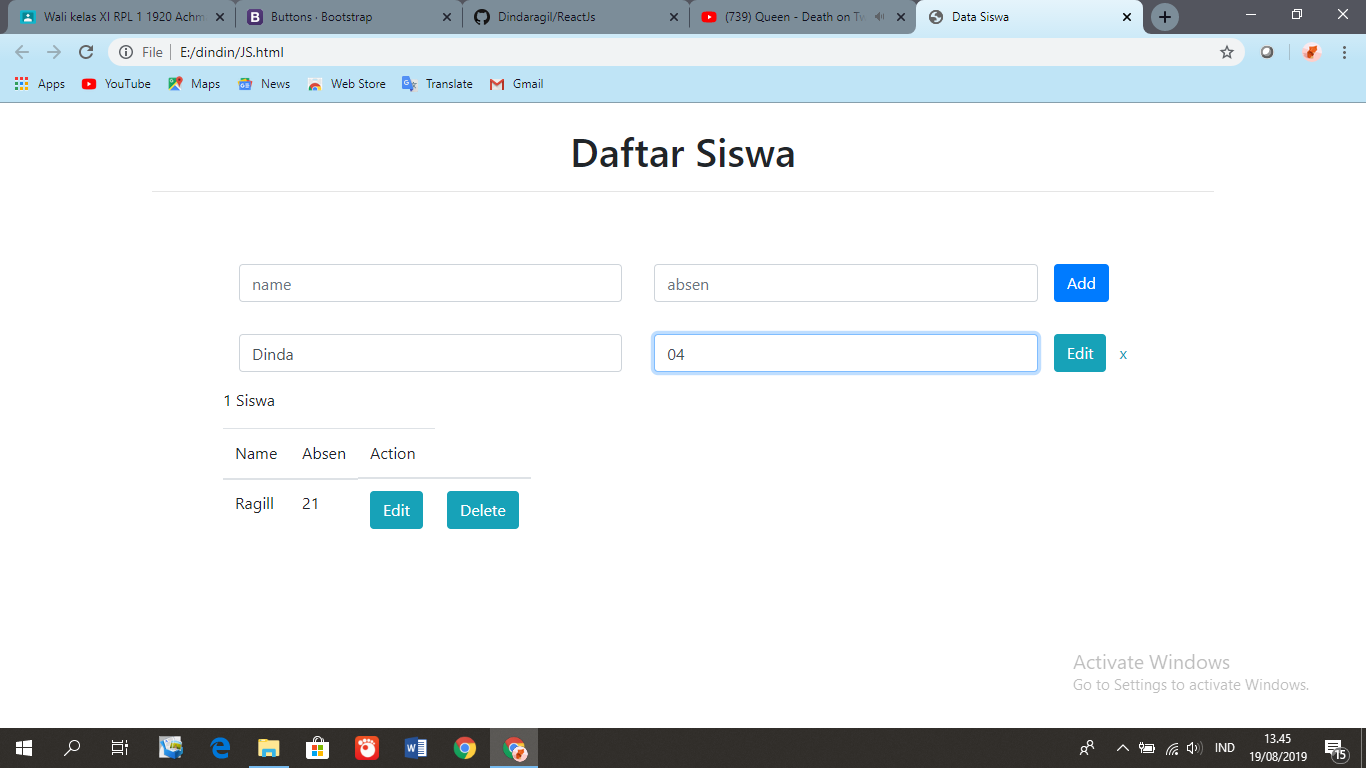 Wali kelas XI RPL 1 1920 Achm
Buttons · Bootstrap
Dindaragil/ReactJs
(739) Queen - Death on Tw
Data Siswa
File | E:/dindin/JS.html
Apps YouTube Maps News Web Store Translate Gmail
Daftar Siswa
name absen Add
Dinda 04 Edit x
1 Siswa
Name Absen Action
Ragill 21 Edit Delete
Activate Windows
Go to Settings to activate Windows.
IND
13.45
19/08/2019
15